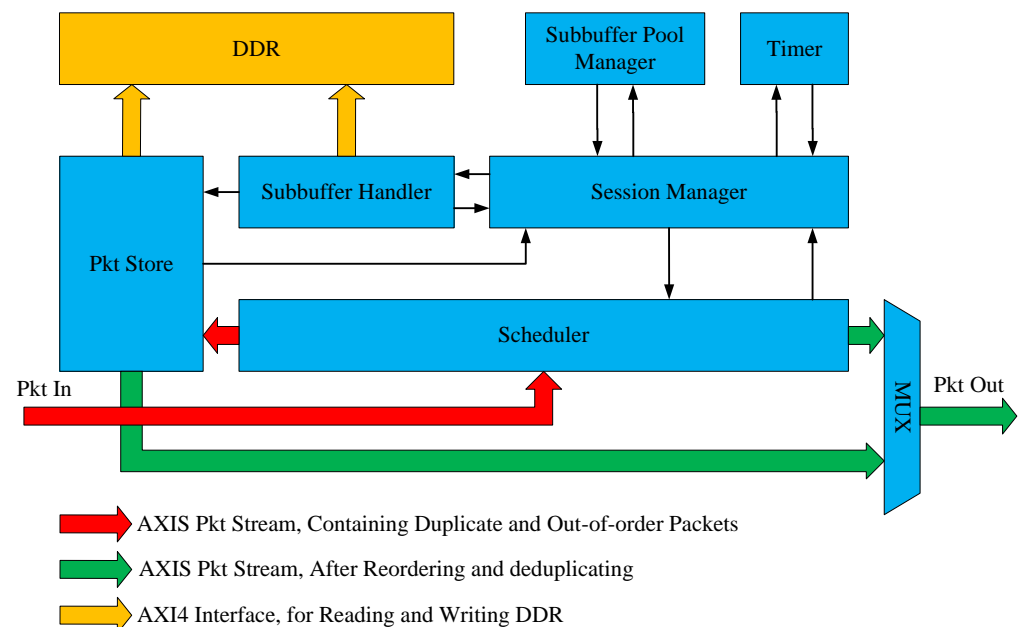 DDR
Subbuffer Pool
Manager
Timer
Subbuffer Handler
Session Manager
Pkt Store
Scheduler
Pkt In
MUX
Pkt Out
AXIS Pkt Stream, Containing Duplicate and Out-of-order Packets
AXIS Pkt Stream, After Reordering and deduplicating
AXI4 Interface, for Reading and Writing DDR